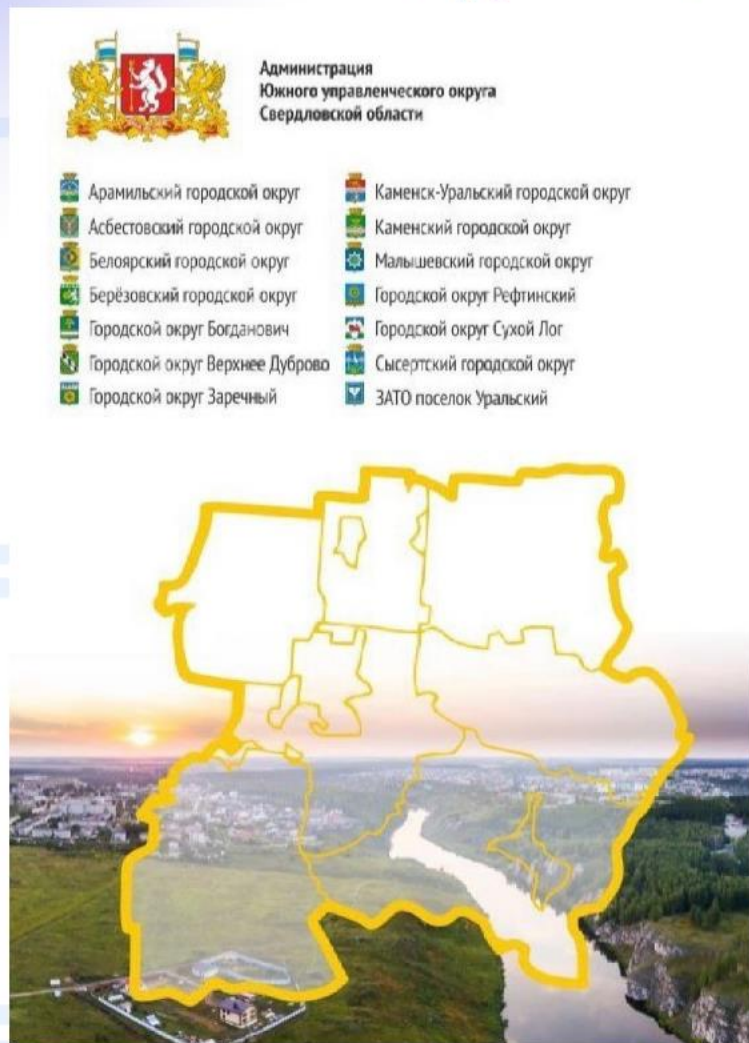 Администрация
Южного управленческого округа
Свердловской области
Арамильский городской округ
Асбестовский городской округ
Белоярский городской округ
Берёзовский городской округ
Городской округ Богданович
Городской округ Верхнее Дуброво
Городской округ Заречный
Каменск-Уральский городской округ
Каменский городской округ
Малышевский городской округ
Городской округ Рефтинский
Городской округ Сухой Лог
Сысертский городской округ
ЗАТО поселок Уральский